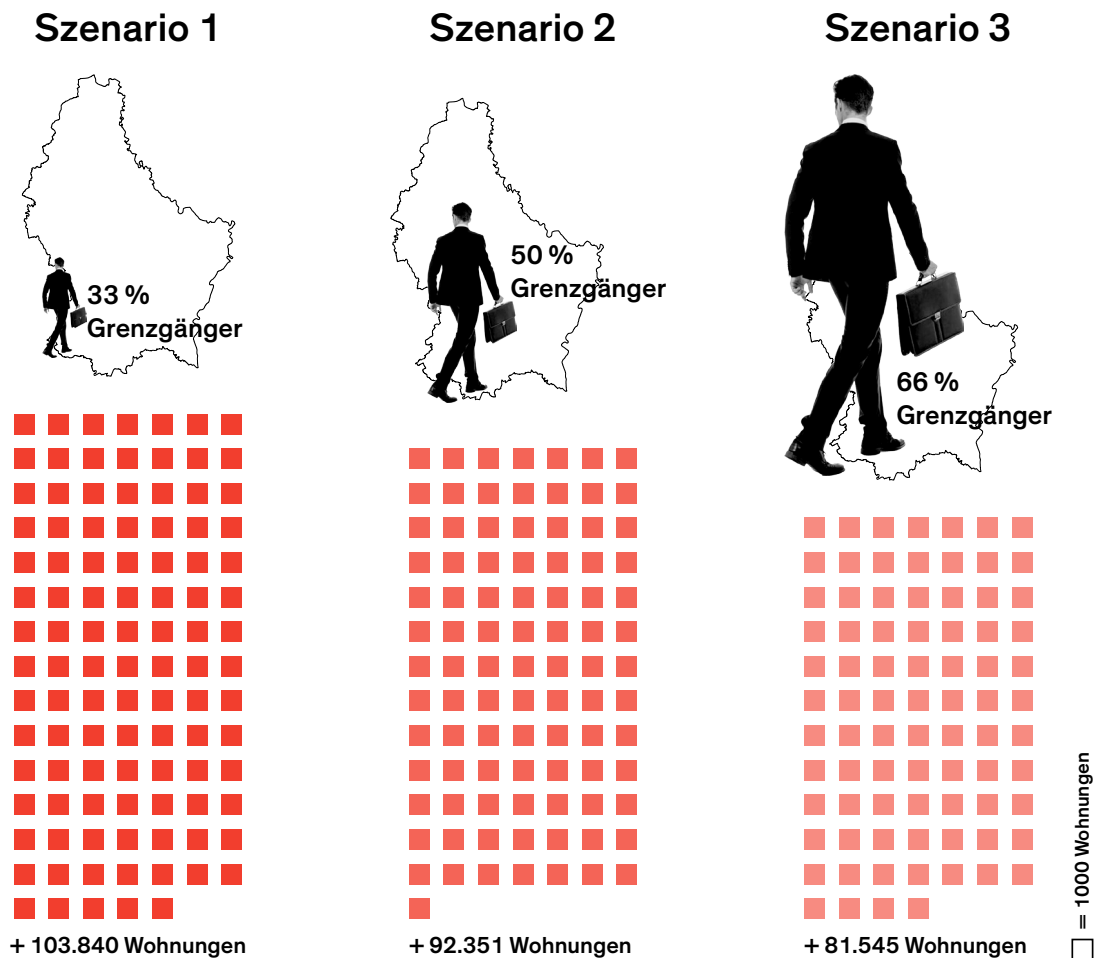 Szenario 1
33 %
Grenzgänger
+ 103.840 Wohnungen
Szenario 2
50 %
Grenzgänger
+ 92.351 Wohnungen
Szenario 3
66 %
Grenzgänger
+ 81.545 Wohnungen
= 1000 Wohnungen